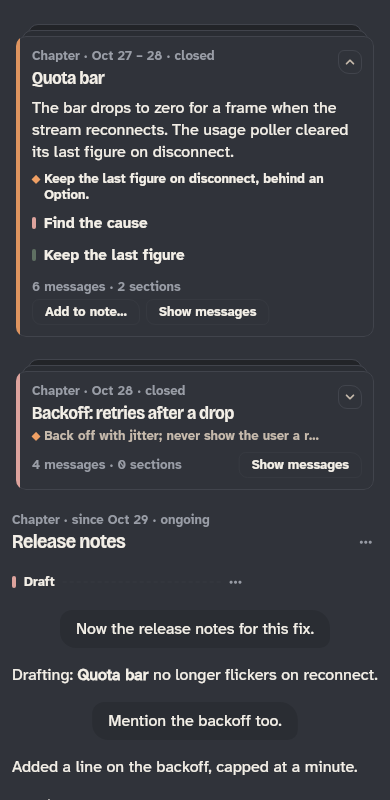 Chapter · Oct 27 – 28 · closed
Quota bar
The bar drops to zero for a frame when the
stream reconnects. The usage poller cleared
its last figure on disconnect.
Keep the last figure on disconnect, behind an
Option.
Find the cause
Keep the last figure
6 messages · 2 sections
Add to note… Show messages
Chapter · Oct 28 · closed
Backoff: retries after a drop
Back off with jitter; never show the user a r…
4 messages · 0 sections Show messages
Chapter · since Oct 29 · ongoing
Release notes
Draft
Now the release notes for this fix.
Drafting: Quota bar no longer flickers on reconnect.
Mention the backoff too.
Added a line on the backoff, capped at a minute.